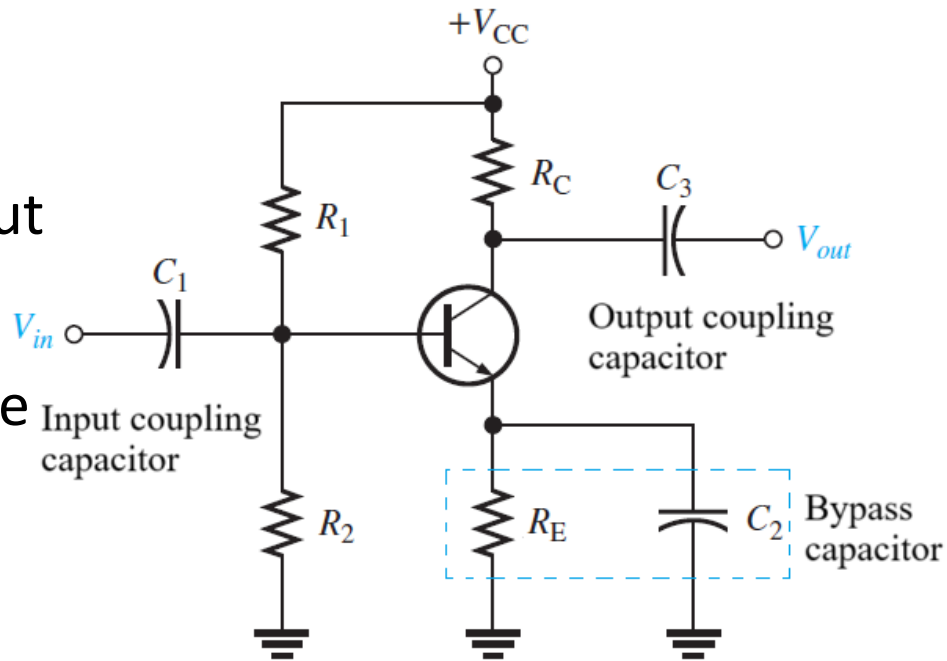 +VCC
ut
R1
RC
C3
Vout
C1
Vin
Output coupling
capacitor
e
Input coupling
capacitor
R2
RE
C2
Bypass
capacitor